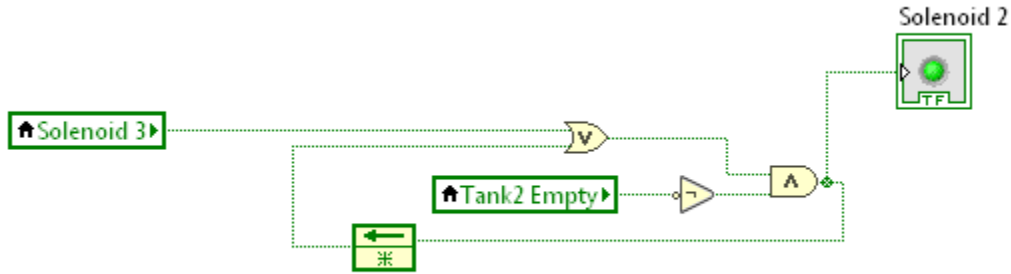 Solenoid 2
TF
Solenoid 3
V
Tank2 Empty
¬
Λ